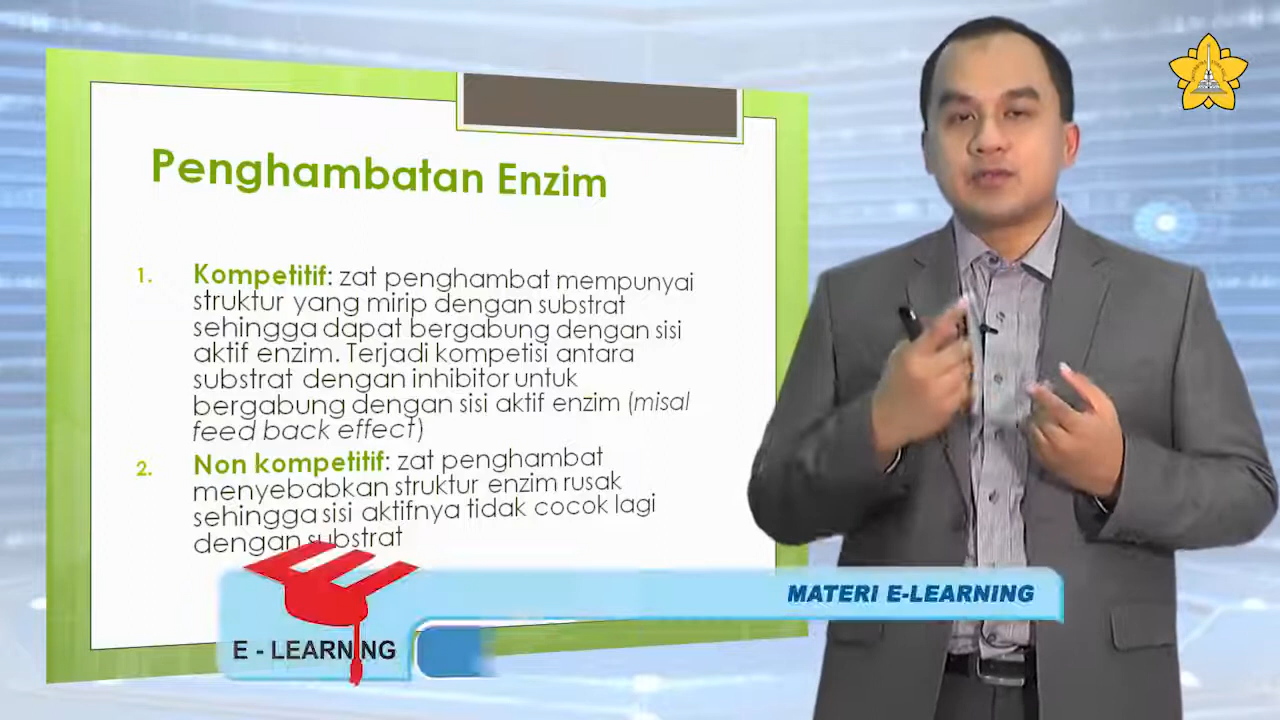 Penghambatan Enzim
1. Kompetitif: zat penghambat mempunyai
struktur yang mirip dengan substrat
sehingga dapat bergabung dengan sisi
aktif enzim. Terjadi kompetisi antara
substrat dengan inhibitor untuk
bergabung dengan sisi aktif enzim (misal
feed back effect)
2. Non kompetitif: zat penghambat
menyebabkan struktur enzim rusak
sehingga sisi aktifnya tidak cocok lagi
dengan substrat
MATERI E-LEARNING
E - LEARNING